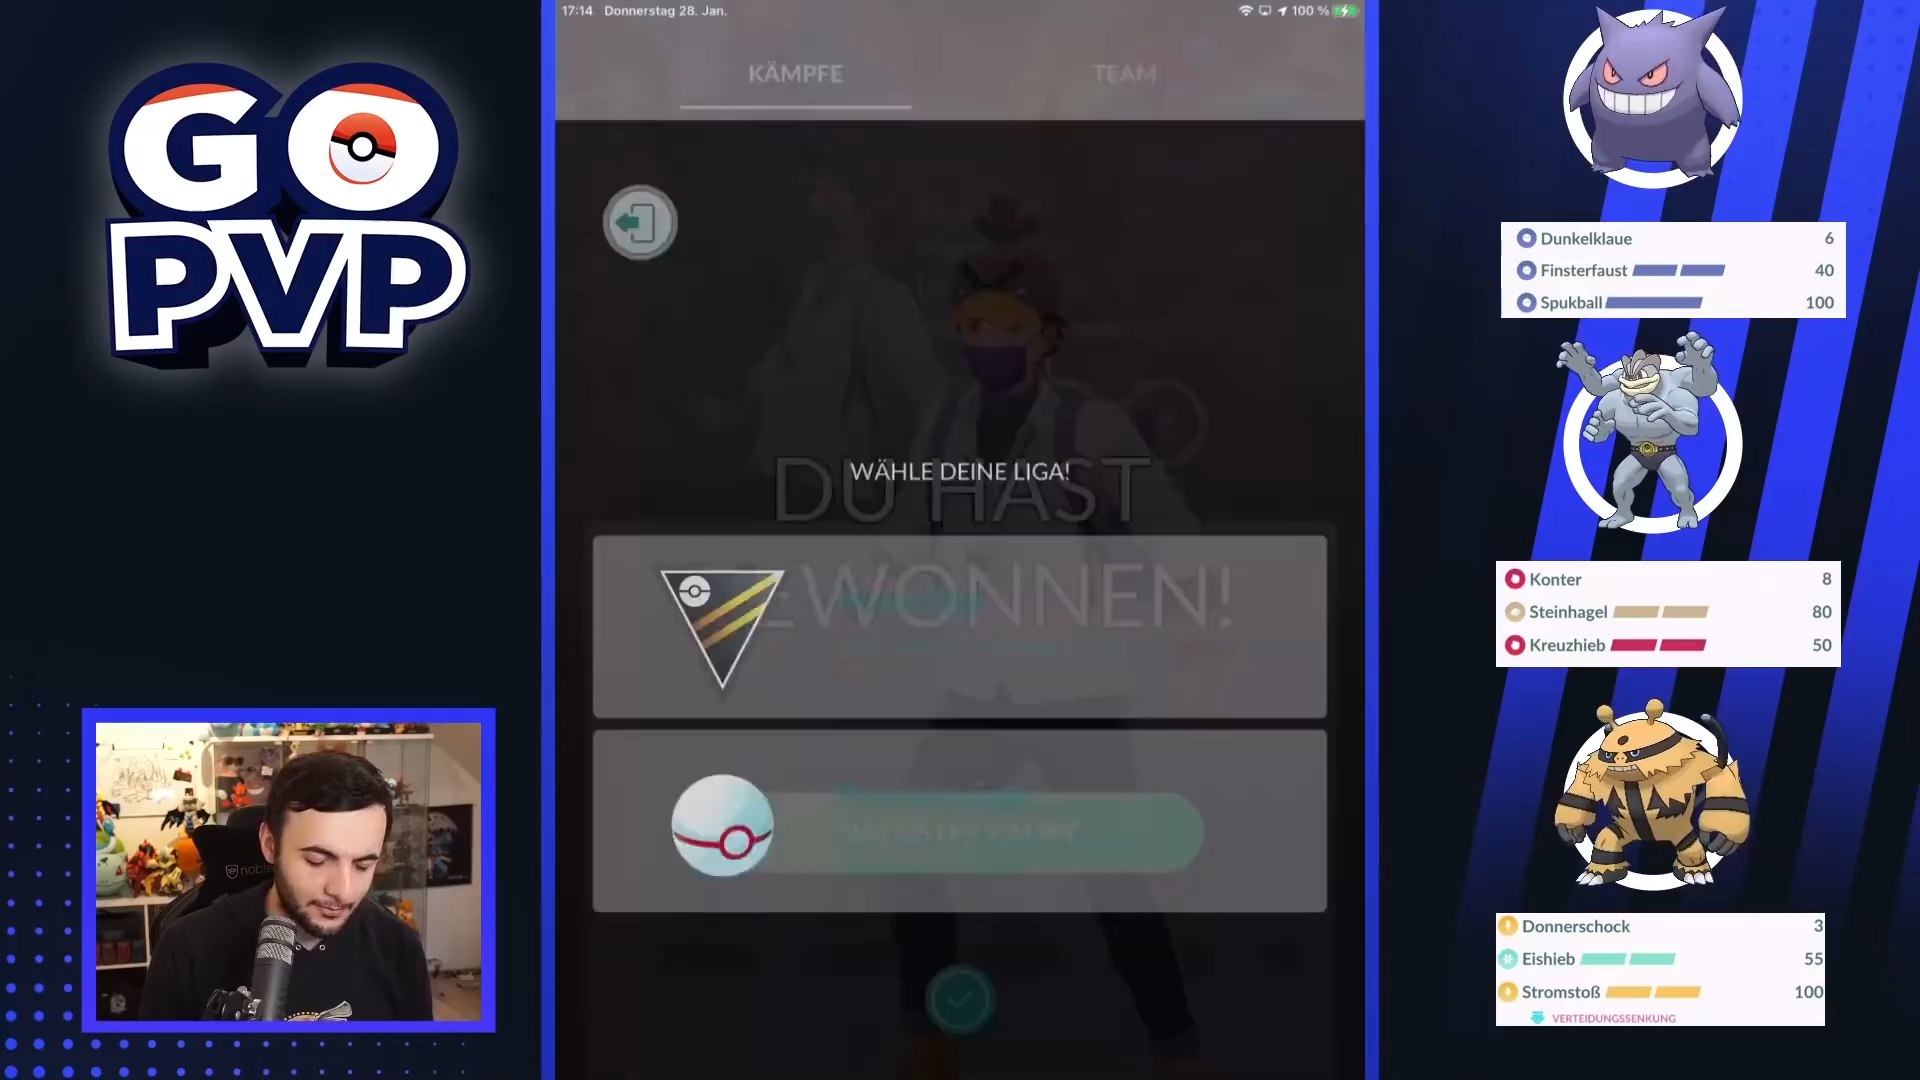 17:14 Donnerstag 28. Jan.
100 %
KÄMPFE
TEAM
GO
PVP
WÄHLE DEINE LIGA!
DU HAST
GEWONNEN!
Dunkelklaue 6
Finsterfaust 40
Spukball 100
Konter 8
Steinhagel 80
Kreuzhieb 50
Donnerschock 3
Eishieb 55
Stromstoß 100
VERTEIDIGUNGSSENKUNG
noble